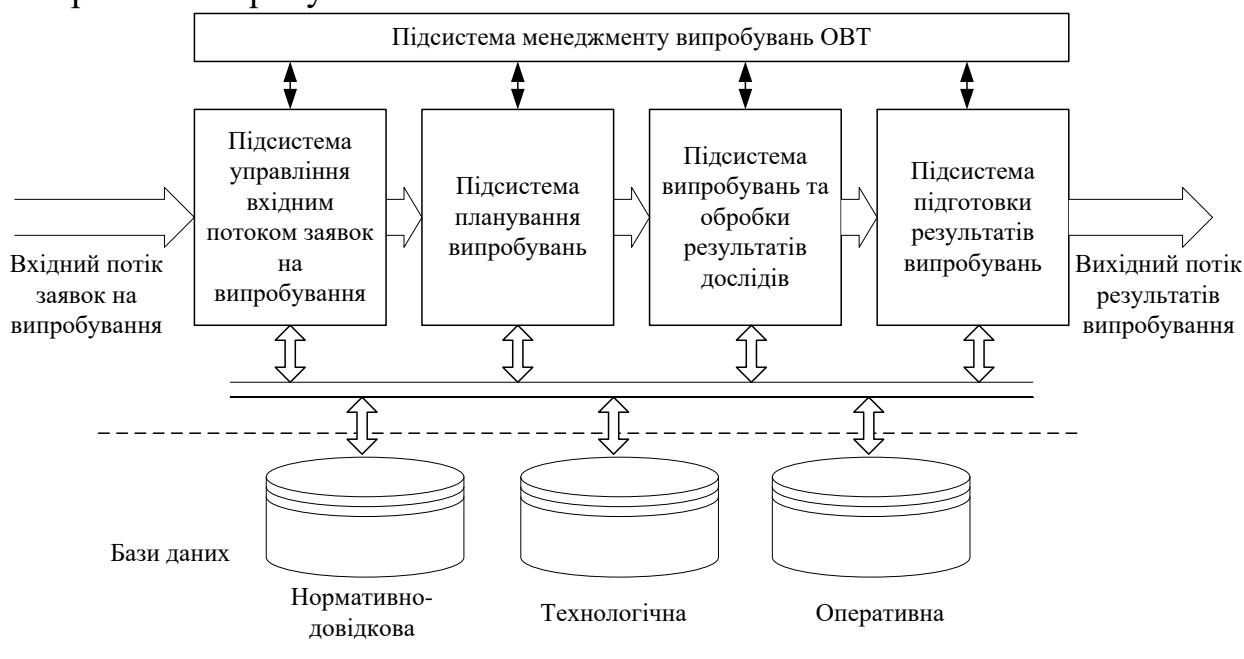 Підсистема менеджменту випробувань ОВТ
Підсистема
управління
вхідним
потоком заявок
на
випробування
Підсистема
планування
випробувань
Підсистема
випробувань та
обробки
результатів
дослідів
Підсистема
підготовки
результатів
випробувань
Вхідний потік
заявок на
випробування
Вихідний потік
результатів
випробування
Бази даних
Нормативно-
довідкова
Технологічна
Оперативна